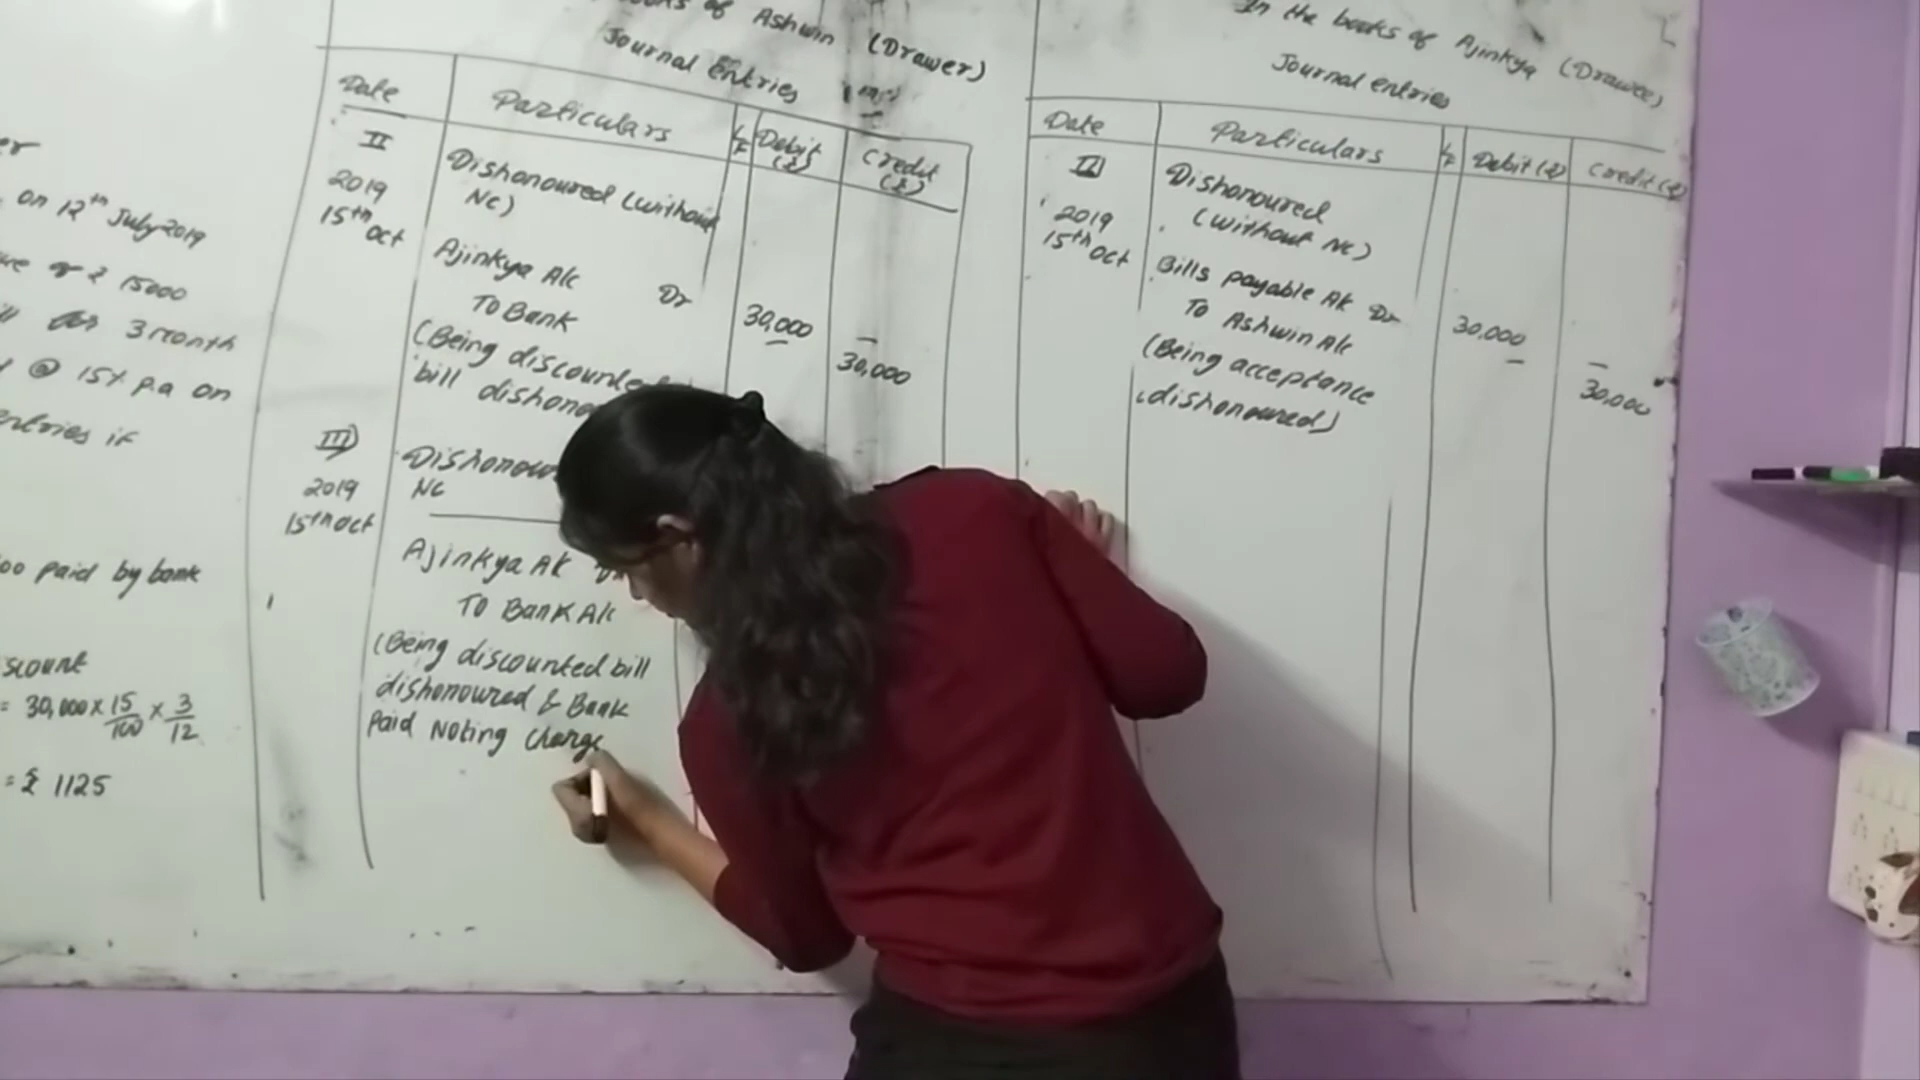 on 12th July 2019
of ₹ 15000
3 month
@ 15% p.a on
entries if
paid by bank
scount
= 30,000 × 15/100 × 3/12
= ₹ 1125
of Ashwin (Drawer)
Journal Entries
Date
Particulars
LF
Debit (₹)
Credit (₹)
II
Dishonoured (without
NC)
2019
15th Oct
Ajinkya A/c Dr
30,000
—
To Bank
30,000
(Being discounte
bill dishono
III)
Dishonou
NC
2019
15th Oct
Ajinkya A/c
To Bank A/c
(Being discounted bill
dishonoured & Bank
Paid Noting Charge
In the books of Ajinkya (Drawee)
Journal entries
Date
Particulars
LF
Debit (₹)
Credit (₹)
II)
Dishonoured
(without NC)
2019
15th Oct
Bills payable A/c Dr
30,000
—
To Ashwin A/c
30,000
(Being acceptance
dishonoured)